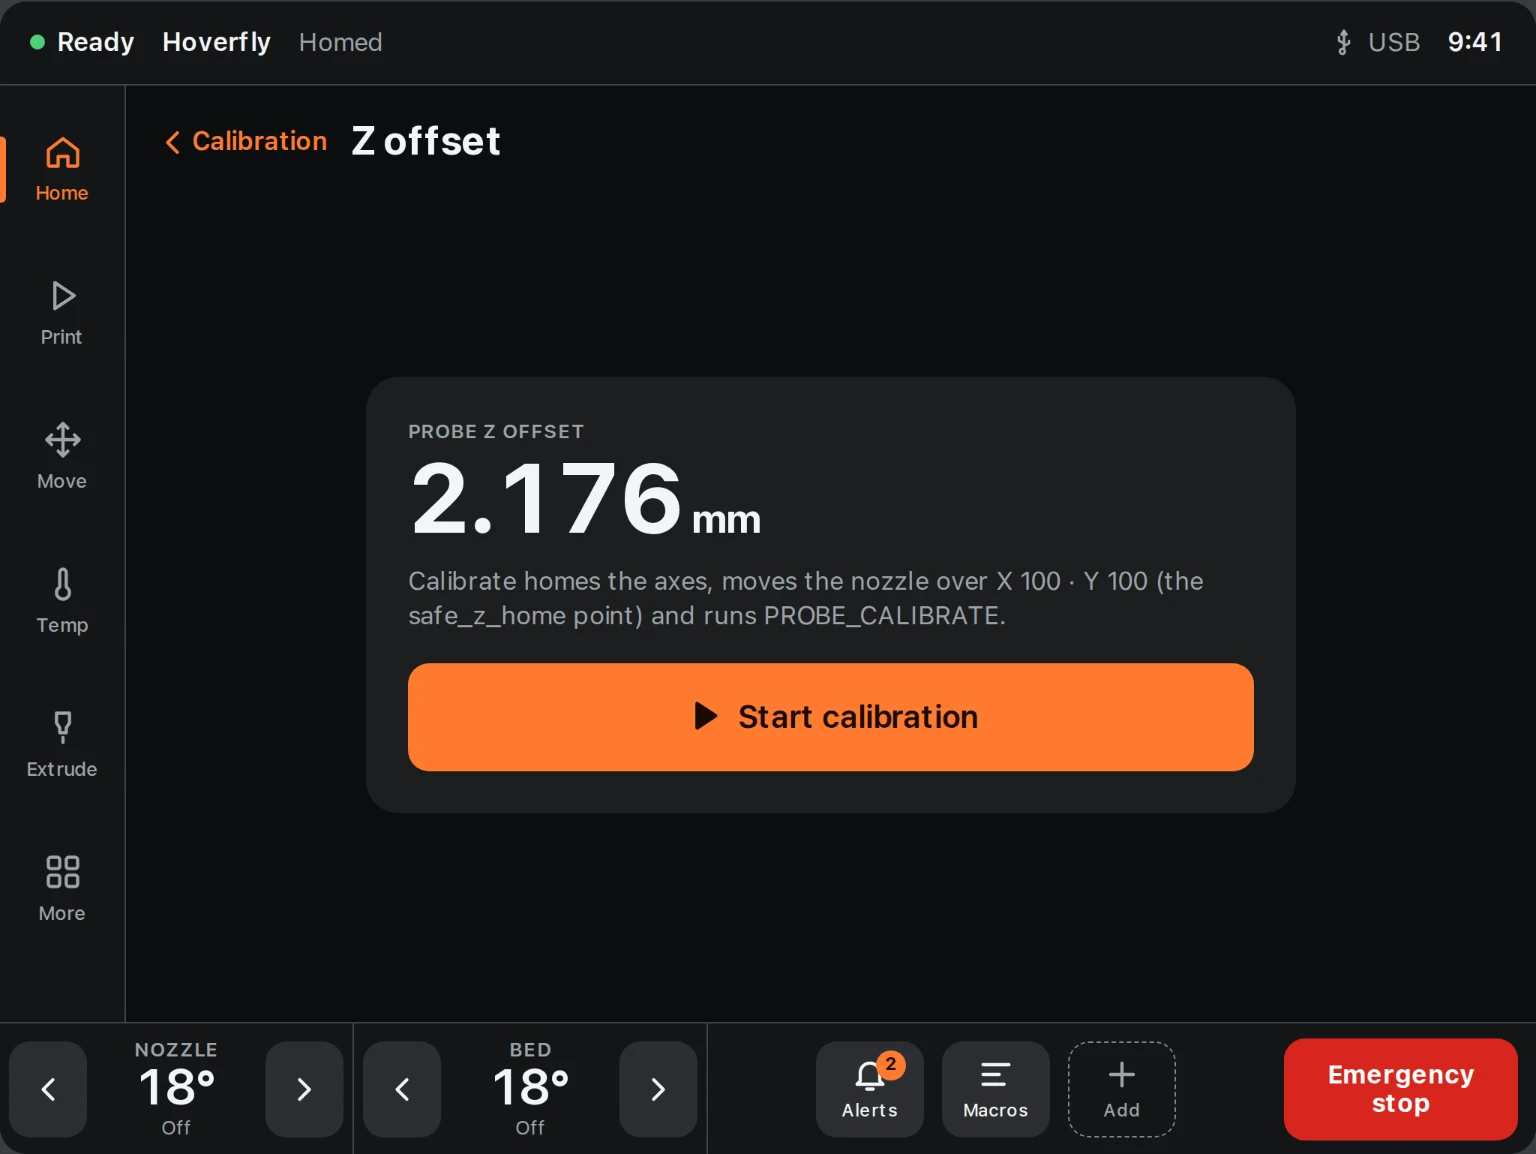 Ready Hoverfly Homed USB 9:41
Calibration Z offset
Home
Print
Move
Temp
Extrude
More
PROBE Z OFFSET
2.176 mm
Calibrate homes the axes, moves the nozzle over X 100 · Y 100 (the
safe_z_home point) and runs PROBE_CALIBRATE.
Start calibration
NOZZLE
18°
Off
BED
18°
Off
2
Alerts
Macros
Add
Emergency
stop